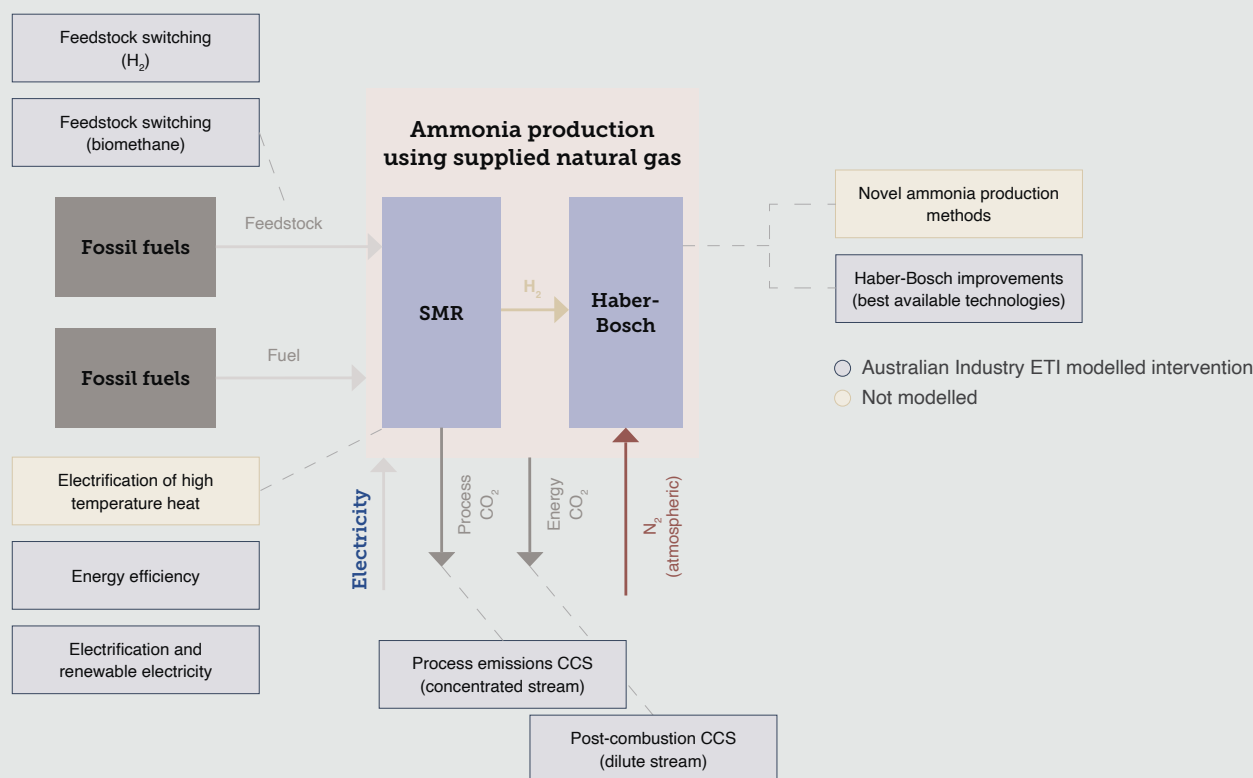 Feedstock switching
(H₂)
Feedstock switching
(biomethane)
Ammonia production
using supplied natural gas
Fossil fuels
Feedstock
SMR
H₂
Haber-
Bosch
Fossil fuels
Fuel
Novel ammonia production
methods
Haber-Bosch improvements
(best available technologies)
Australian Industry ETI modelled intervention
Not modelled
Electrification of high
temperature heat
Energy efficiency
Electrification and
renewable electricity
Electricity
Process
CO₂
Energy
CO₂
N₂
(atmospheric)
Process emissions CCS
(concentrated stream)
Post-combustion CCS
(dilute stream)